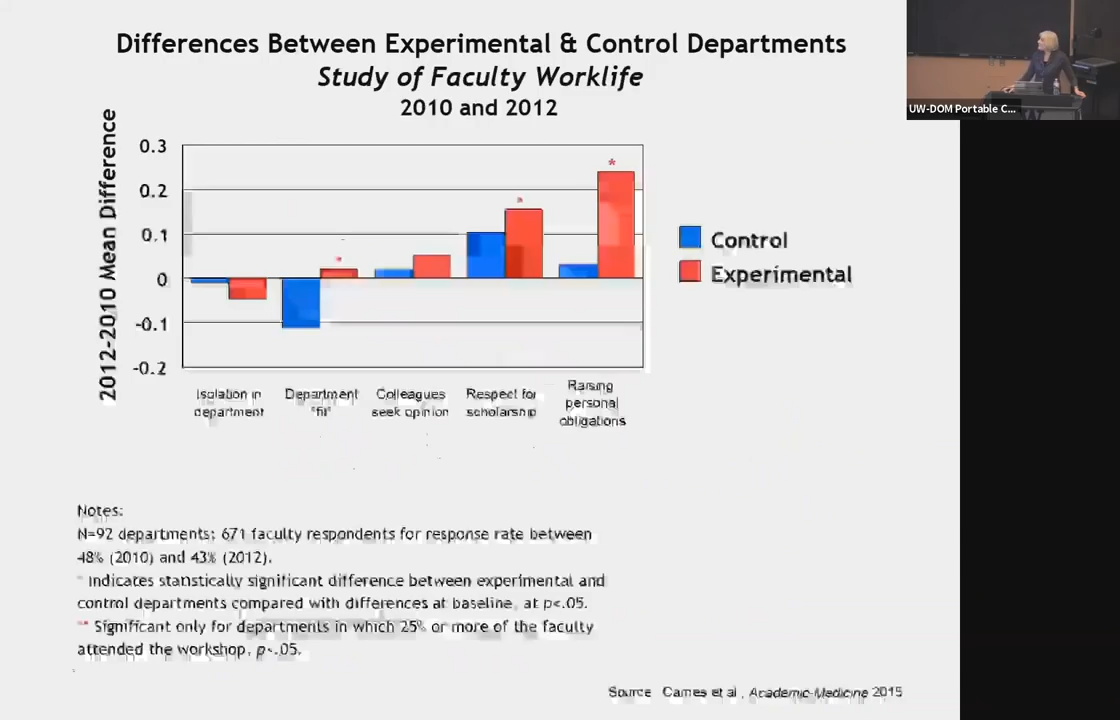 Differences Between Experimental & Control Departments
Study of Faculty Worklife
2010 and 2012
UW-DOM Portable C...
2012-2010 Mean Difference
0.3
0.2
0.1
0
-0.1
-0.2
*
*
*
Control
Experimental
Isolation in
department
Department
"fit"
Colleagues
seek opinion
Respect for
scholarship
Raising
personal
obligations
Notes:
N=92 departments; 671 faculty respondents for response rate between
48% (2010) and 43% (2012).
* Indicates statistically significant difference between experimental and
control departments compared with differences at baseline, at p<.05.
** Significant only for departments in which 25% or more of the faculty
attended the workshop, p<.05.
Source Carnes et al., Academic Medicine 2015